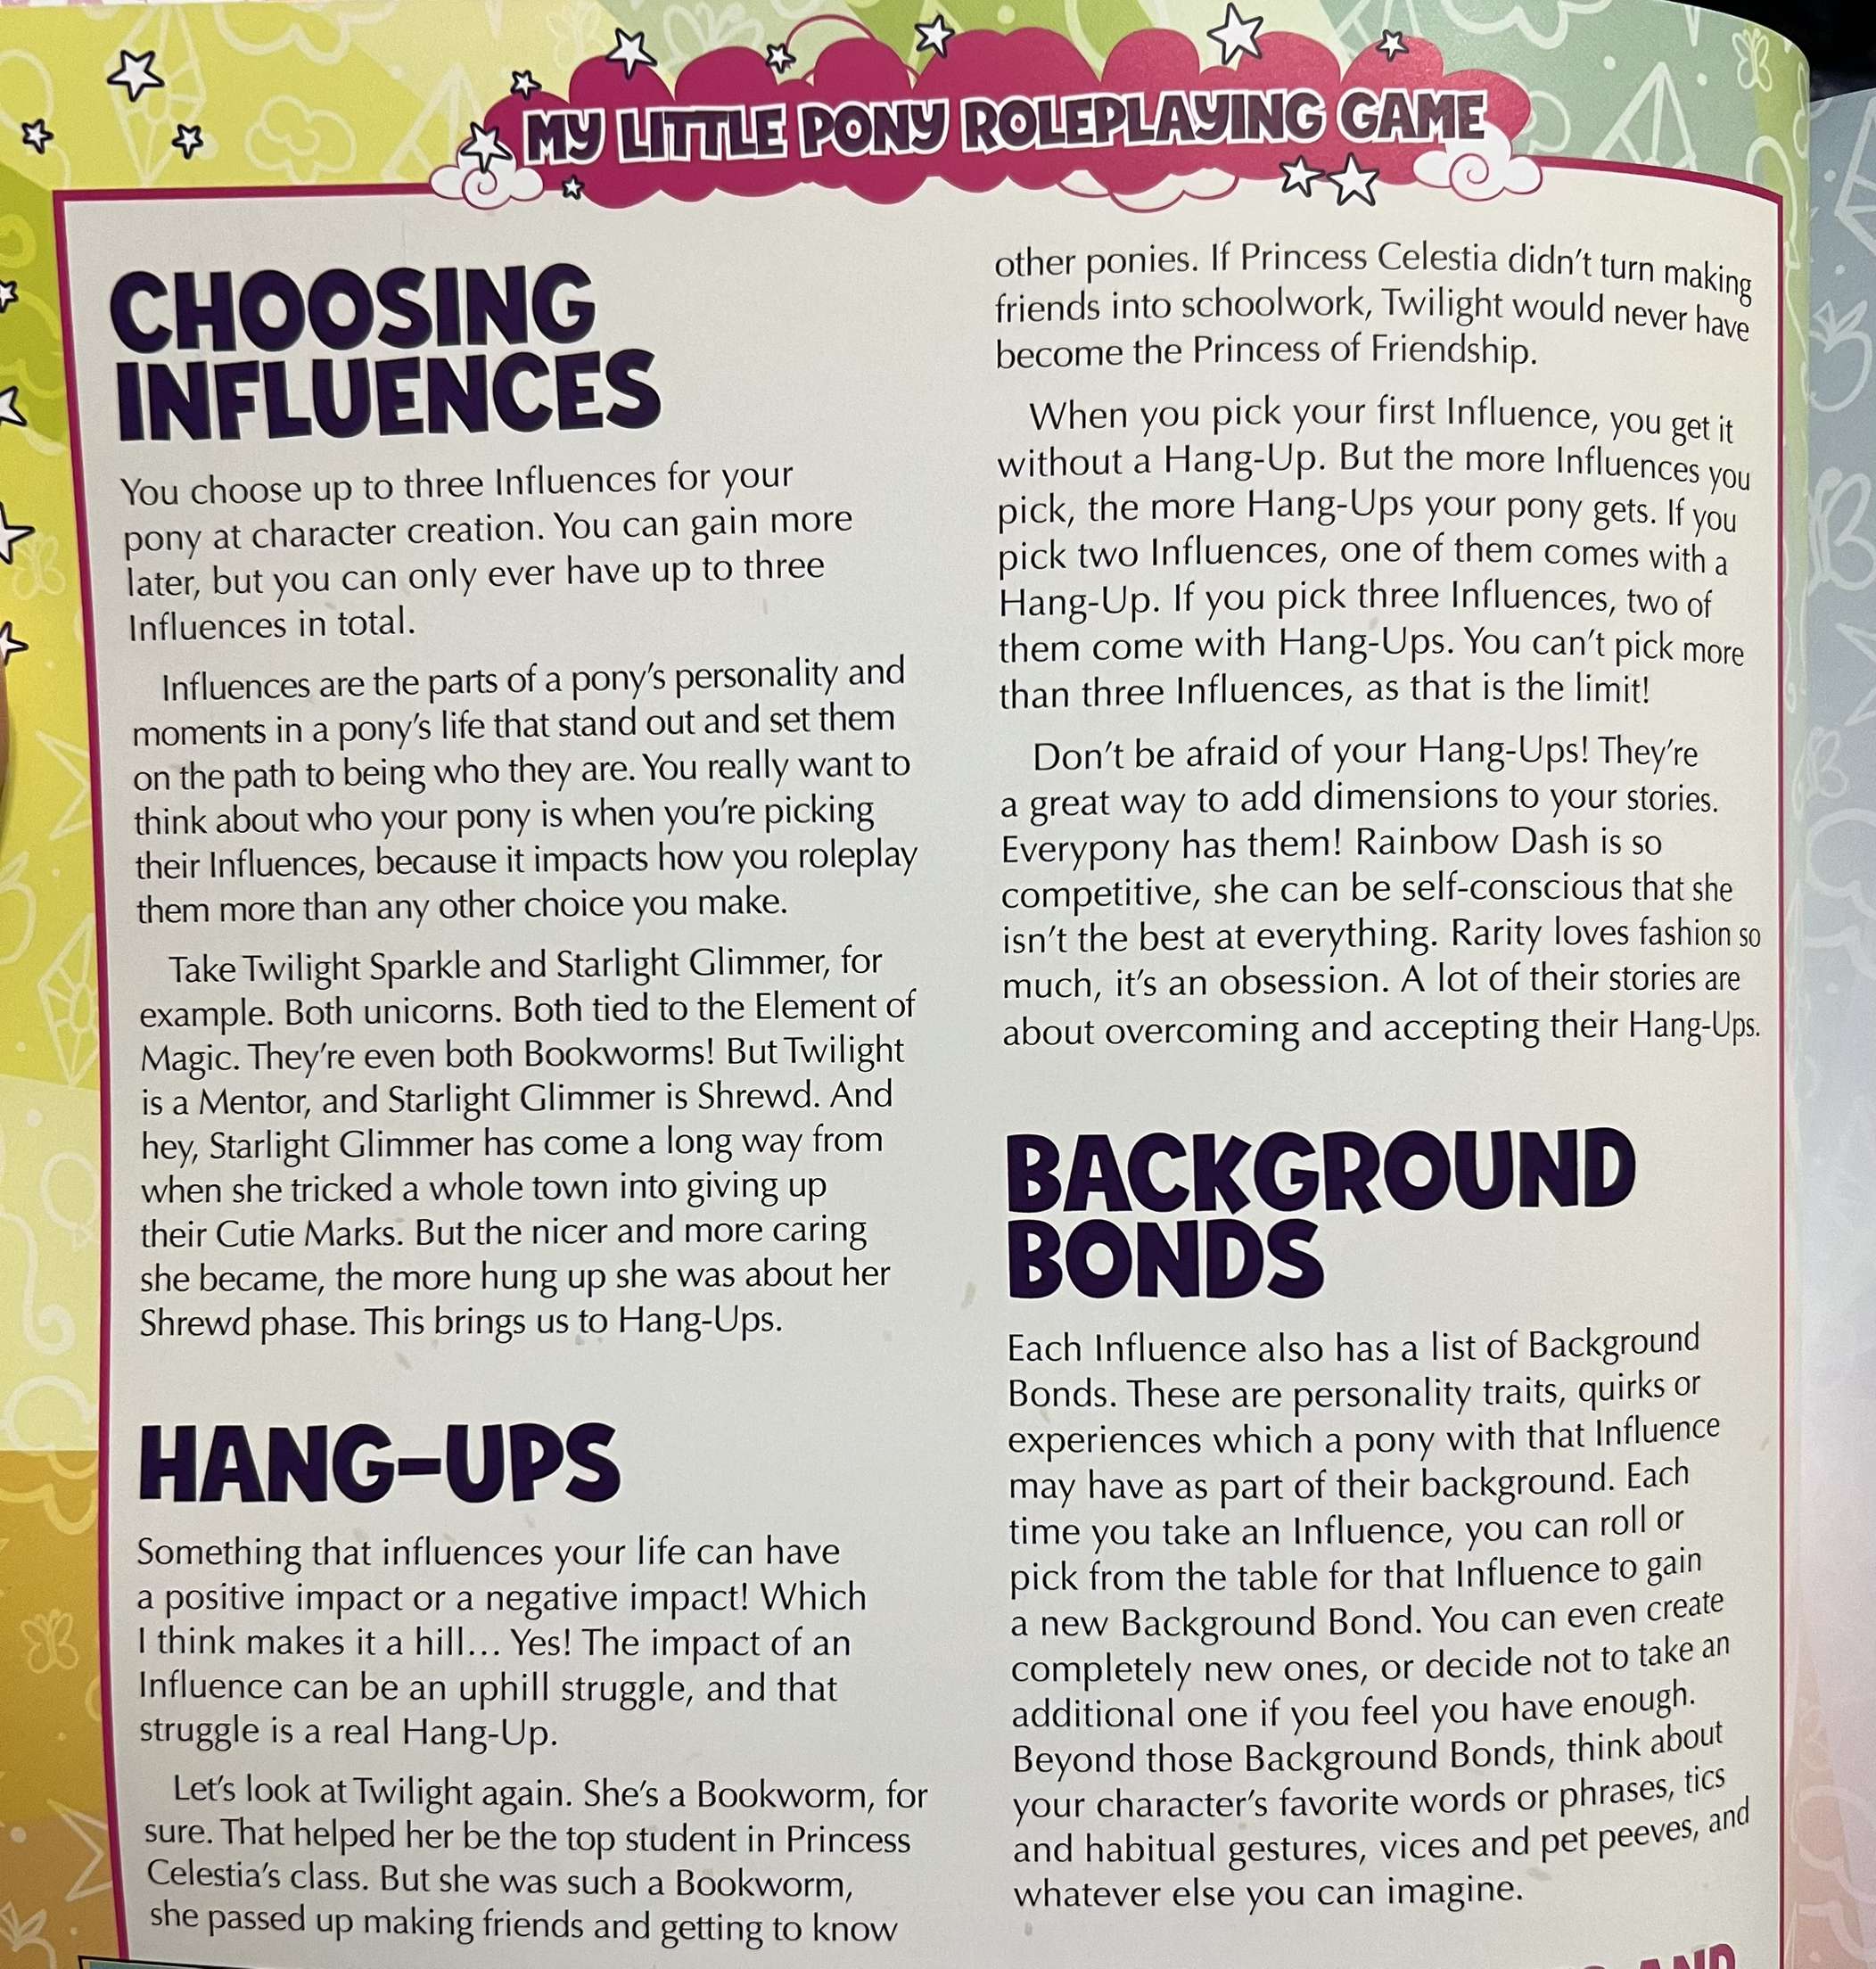 MY LITTLE PONY ROLEPLAYING GAME
CHOOSING
INFLUENCES
You choose up to three Influences for your
pony at character creation. You can gain more
later, but you can only ever have up to three
Influences in total.
Influences are the parts of a pony’s personality and
moments in a pony’s life that stand out and set them
on the path to being who they are. You really want to
think about who your pony is when you’re picking
their Influences, because it impacts how you roleplay
them more than any other choice you make.
Take Twilight Sparkle and Starlight Glimmer, for
example. Both unicorns. Both tied to the Element of
Magic. They’re even both Bookworms! But Twilight
is a Mentor, and Starlight Glimmer is Shrewd. And
hey, Starlight Glimmer has come a long way from
when she tricked a whole town into giving up
their Cutie Marks. But the nicer and more caring
she became, the more hung up she was about her
Shrewd phase. This brings us to Hang-Ups.
HANG-UPS
Something that influences your life can have
a positive impact or a negative impact! Which
I think makes it a hill… Yes! The impact of an
Influence can be an uphill struggle, and that
struggle is a real Hang-Up.
Let’s look at Twilight again. She’s a Bookworm, for
sure. That helped her be the top student in Princess
Celestia’s class. But she was such a Bookworm,
she passed up making friends and getting to know
other ponies. If Princess Celestia didn’t turn making
friends into schoolwork, Twilight would never have
become the Princess of Friendship.
When you pick your first Influence, you get it
without a Hang-Up. But the more Influences you
pick, the more Hang-Ups your pony gets. If you
pick two Influences, one of them comes with a
Hang-Up. If you pick three Influences, two of
them come with Hang-Ups. You can’t pick more
than three Influences, as that is the limit!
Don’t be afraid of your Hang-Ups! They’re
a great way to add dimensions to your stories.
Everypony has them! Rainbow Dash is so
competitive, she can be self-conscious that she
isn’t the best at everything. Rarity loves fashion so
much, it’s an obsession. A lot of their stories are
about overcoming and accepting their Hang-Ups.
BACKGROUND
BONDS
Each Influence also has a list of Background
Bonds. These are personality traits, quirks or
experiences which a pony with that Influence
may have as part of their background. Each
time you take an Influence, you can roll or
pick from the table for that Influence to gain
a new Background Bond. You can even create
completely new ones, or decide not to take an
additional one if you feel you have enough.
Beyond those Background Bonds, think about
your character’s favorite words or phrases, tics
and habitual gestures, vices and pet peeves, and
whatever else you can imagine.
AND